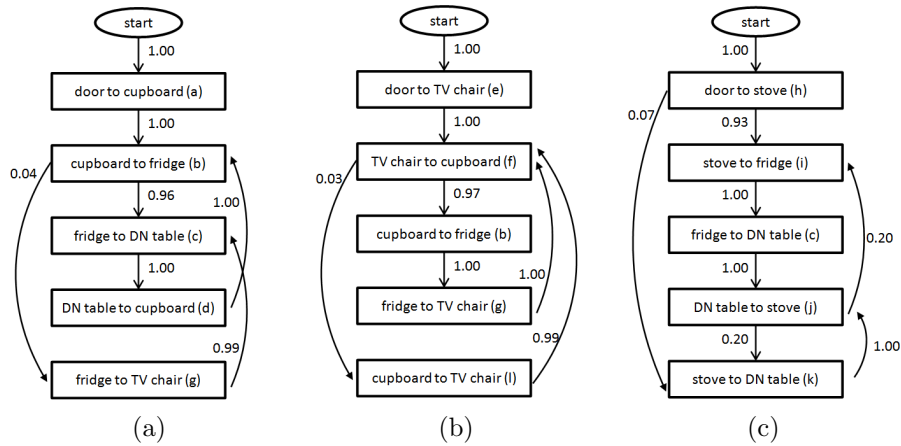 start
1.00
door to cupboard (a)
1.00
cupboard to fridge (b)
0.04
0.96
1.00
fridge to DN table (c)
1.00
DN table to cupboard (d)
0.99
fridge to TV chair (g)
(a)
start
1.00
door to TV chair (e)
1.00
TV chair to cupboard (f)
0.03
0.97
cupboard to fridge (b)
1.00
1.00
fridge to TV chair (g)
0.99
cupboard to TV chair (l)
(b)
start
1.00
door to stove (h)
0.07
0.93
stove to fridge (i)
1.00
fridge to DN table (c)
0.20
1.00
DN table to stove (j)
0.20
1.00
stove to DN table (k)
(c)